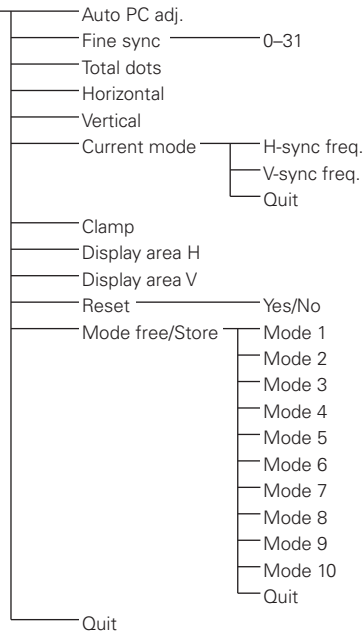 Auto PC adj.
Fine sync 0–31
Total dots
Horizontal
Vertical
Current mode H-sync freq.
V-sync freq.
Quit
Clamp
Display area H
Display area V
Reset Yes/No
Mode free/Store Mode 1
Mode 2
Mode 3
Mode 4
Mode 5
Mode 6
Mode 7
Mode 8
Mode 9
Mode 10
Quit
Quit